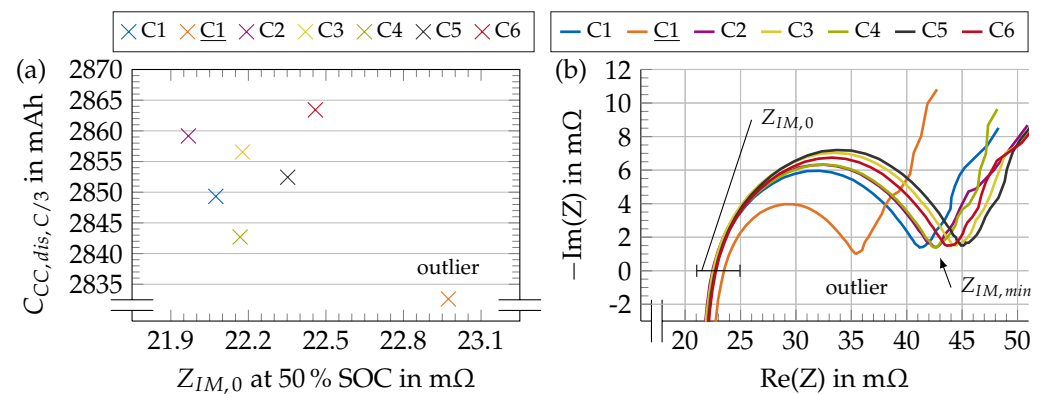 C1 C1 C2 C3 C4 C5 C6
(a)
2870
2865
2860
2855
2850
2845
2840
2835
C_{CC,dis,C/3} in mAh
outlier
21.9 22.2 22.5 22.8 23.1
Z_{IM,0} at 50 % SOC in mΩ
C1 C1 C2 C3 C4 C5 C6
(b)
12
10
8
6
4
2
0
-2
−Im(Z) in mΩ
Z_{IM,0}
outlier
Z_{IM,min}
20 25 30 35 40 45 50
Re(Z) in mΩ